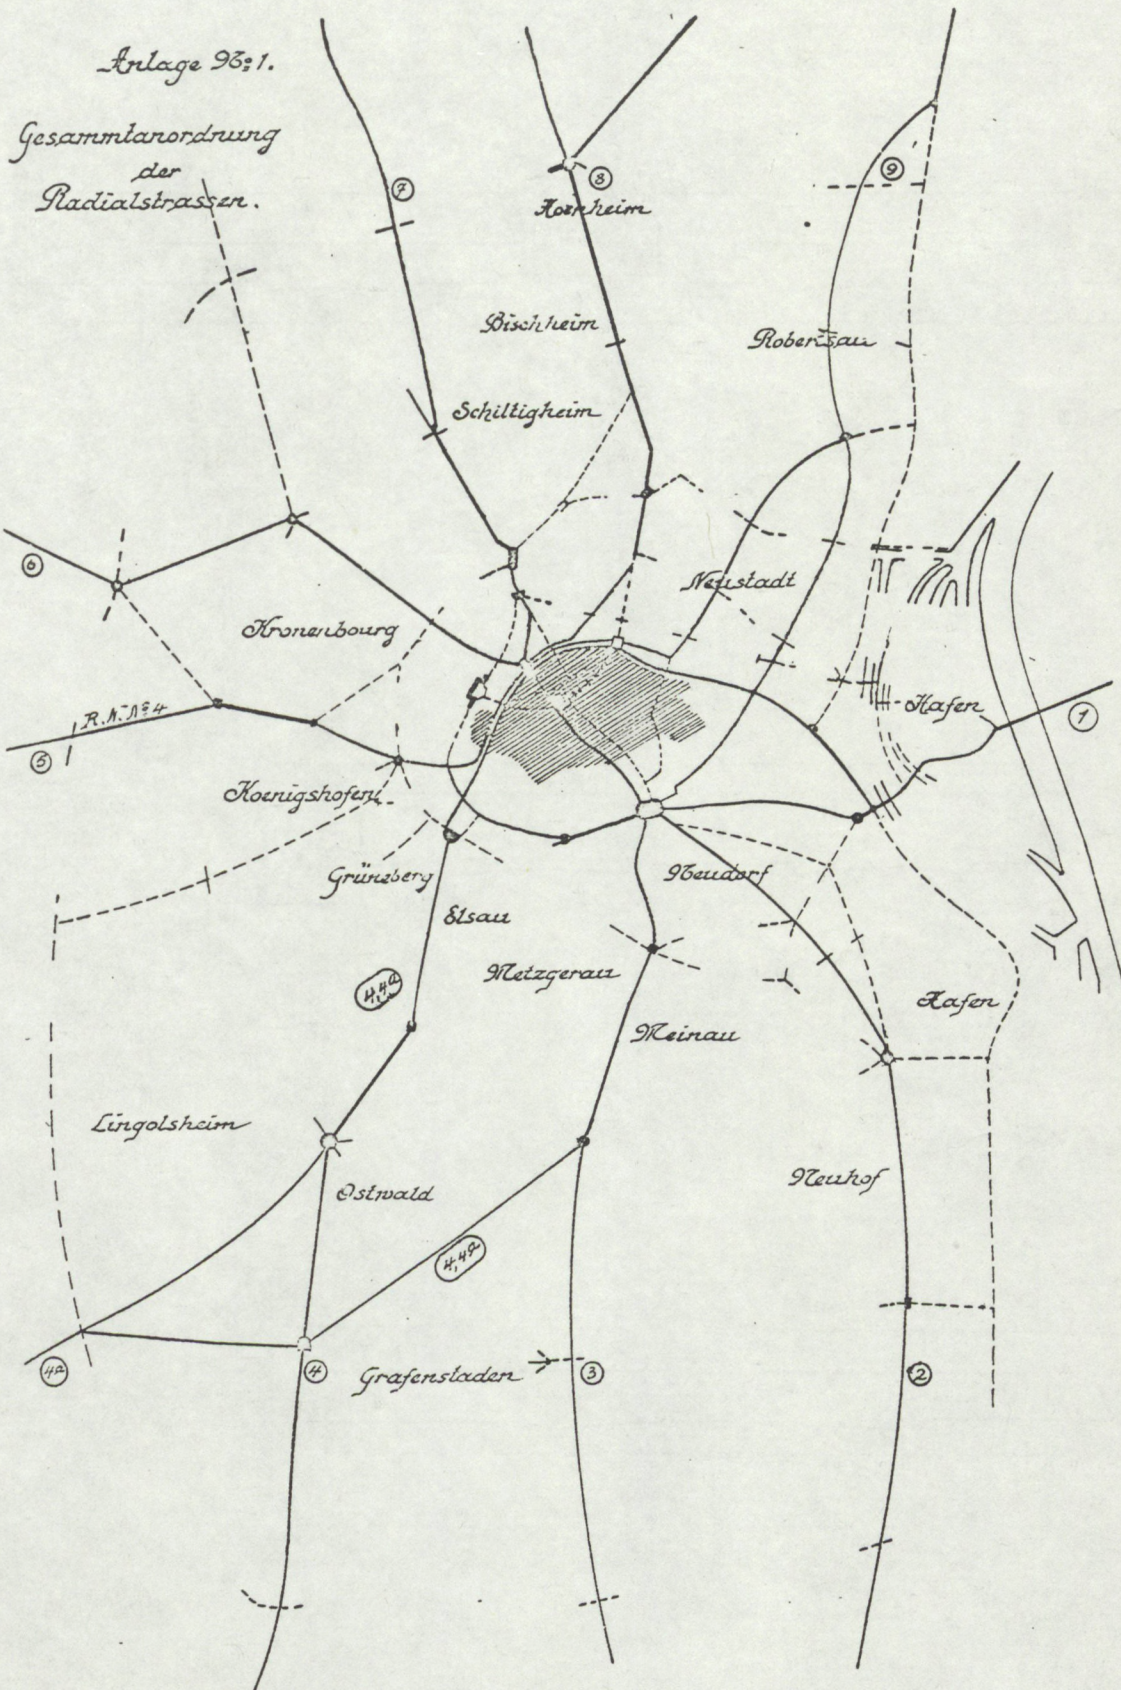 Anlage 96:1.
Gesammtanordnung
der
Radialstrassen.
7
8
9
Hœnheim
Bischheim
Robertsau
Schiltigheim
6
Neustadt
Kronenbourg
R.N. No 4
Hafen
1
5
Koenigshofen
Grüneberg
Neudorf
Elsau
Metzgerau
4,4a
Hafen
Meinau
Lingolsheim
Neuhof
Ostwald
4,4a
4a
4
Grafenstaden
3
2